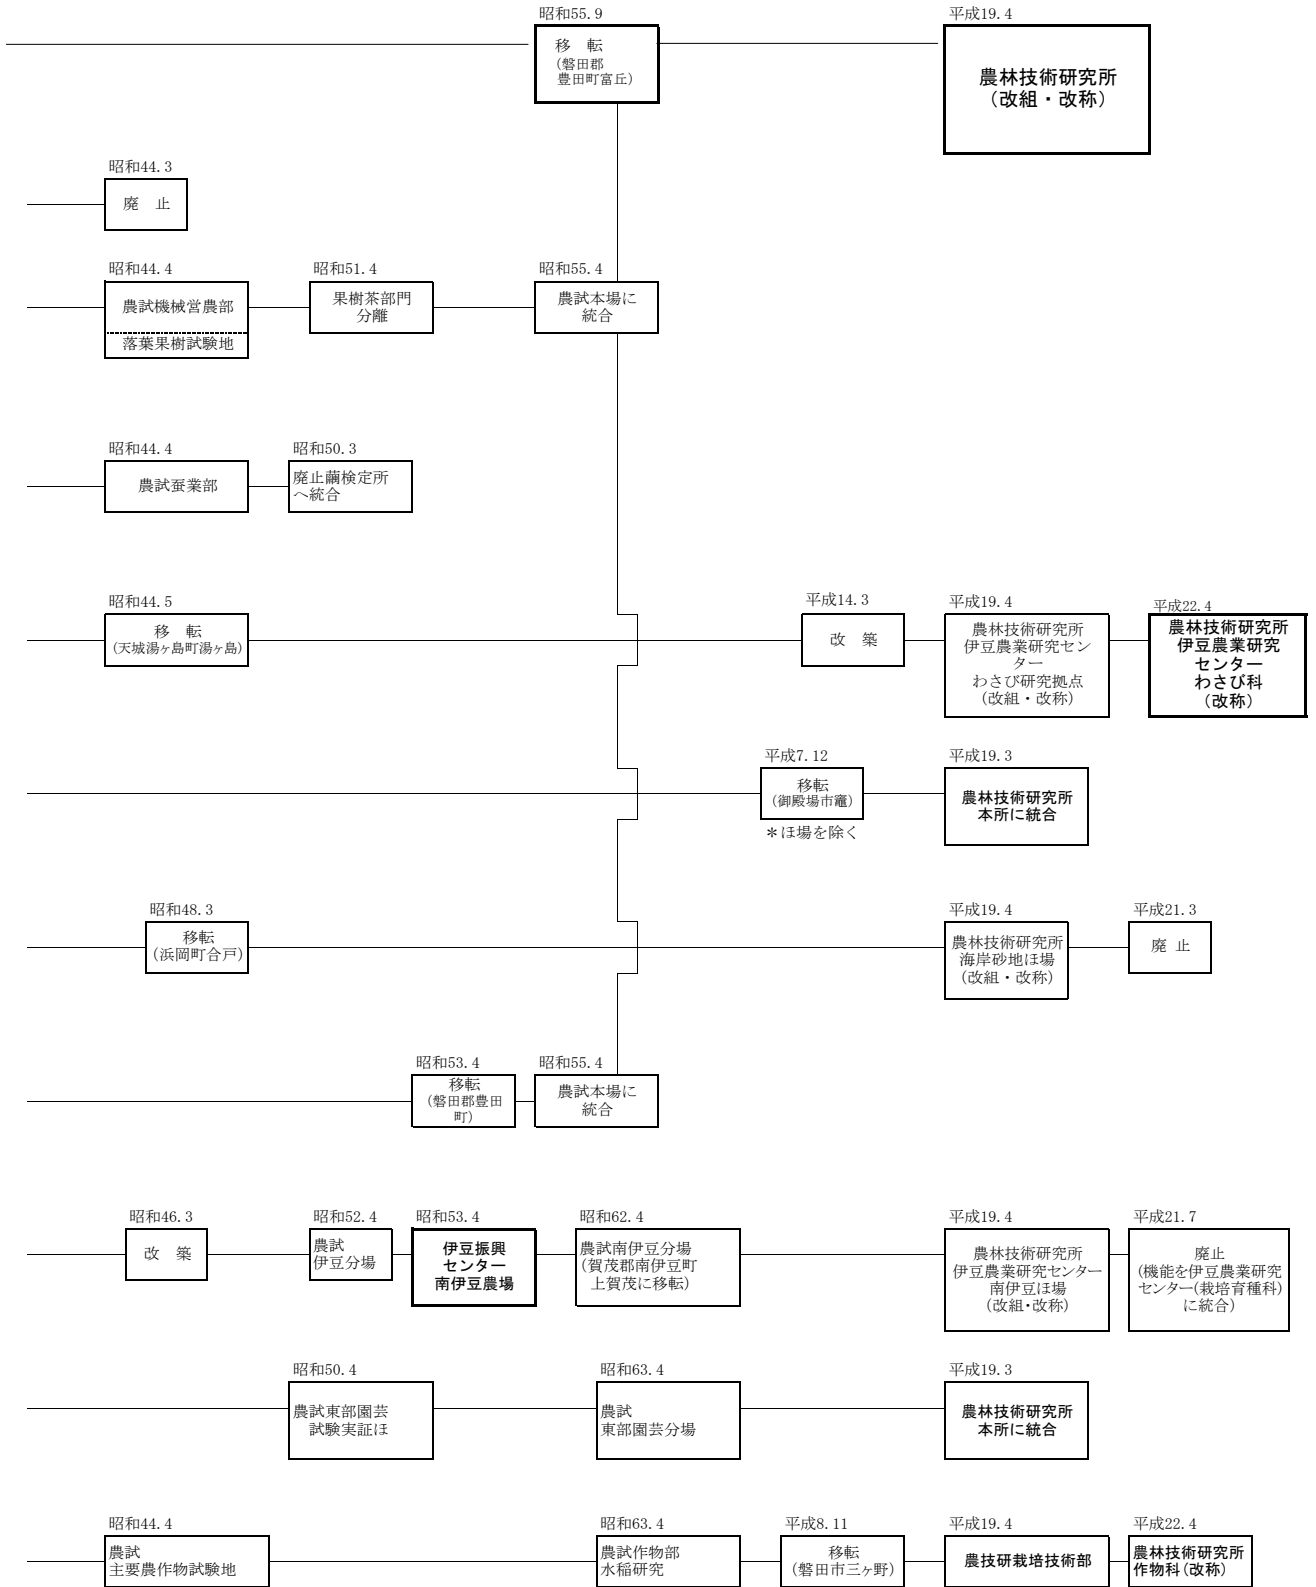 昭和55.9
移　転
(磐田郡
豊田町富丘)
平成19.4
農林技術研究所
(改組・改称)
昭和44.3
廃　止
昭和44.4
農試機械営農部
落葉果樹試験地
昭和51.4
果樹茶部門
分離
昭和55.4
農試本場に
統合
昭和44.4
農試蚕業部
昭和50.3
廃止繭検定所
へ統合
昭和44.5
移　転
(天城湯ヶ島町湯ヶ島)
平成14.3
改　築
平成19.4
農林技術研究所
伊豆農業研究セン
ター
わさび研究拠点
(改組・改称)
平成22.4
農林技術研究所
伊豆農業研究
センター
わさび科
(改称)
平成7.12
移転
(御殿場市竈)
＊ほ場を除く
平成19.3
農林技術研究所
本所に統合
昭和48.3
移転
(浜岡町合戸)
平成19.4
農林技術研究所
海岸砂地ほ場
(改組・改称)
平成21.3
廃 止
昭和53.4
移転
(磐田郡豊田
町)
昭和55.4
農試本場に
統合
昭和46.3
改　築
昭和52.4
農試
伊豆分場
昭和53.4
伊豆振興
センター
南伊豆農場
昭和62.4
農試南伊豆分場
(賀茂郡南伊豆町
上賀茂に移転)
平成19.4
農林技術研究所
伊豆農業研究センター
南伊豆ほ場
(改組･改称)
平成21.7
廃止
(機能を伊豆農業研究
センター(栽培育種科)
に統合)
昭和50.4
農試東部園芸
試験実証ほ
昭和63.4
農試
東部園芸分場
平成19.3
農林技術研究所
本所に統合
昭和44.4
農試
主要農作物試験地
昭和63.4
農試作物部
水稲研究
平成8.11
移転
(磐田市三ヶ野)
平成19.4
農技研栽培技術部
平成22.4
農林技術研究所
作物科(改称)